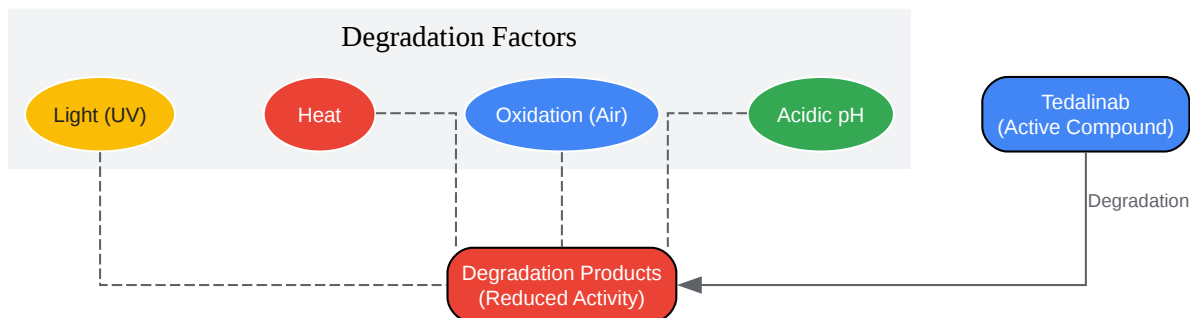 Degradation Factors
Light (UV)
Heat
Oxidation (Air)
Acidic pH
Tedalinab
(Active Compound)
Degradation
Degradation Products
(Reduced Activity)